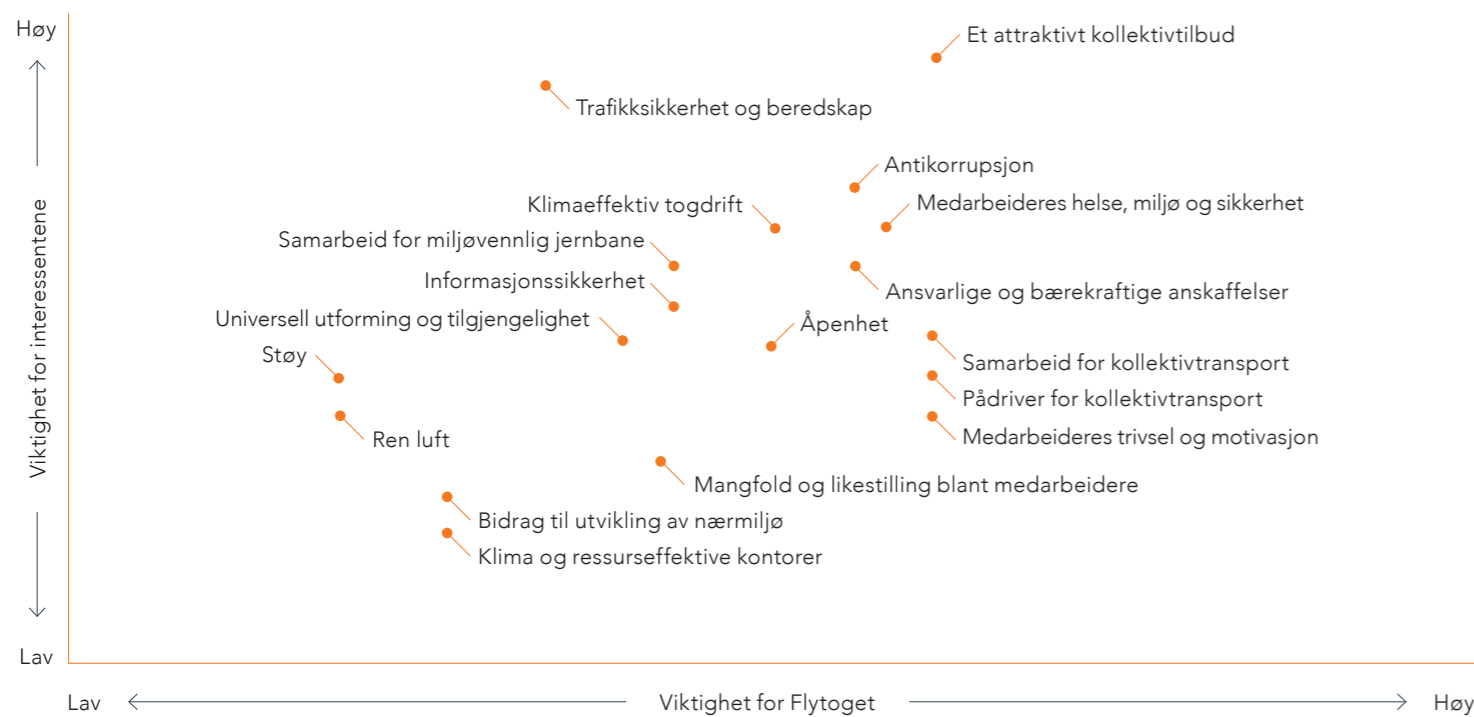 Høy
Et attraktivt kollektivtilbud
Trafikksikkerhet og beredskap
Antikorrupsjon
Klimaeffektiv togdrift
Medarbeideres helse, miljø og sikkerhet
Samarbeid for miljøvennlig jernbane
Informasjonssikkerhet
Ansvarlige og bærekraftige anskaffelser
Universell utforming og tilgjengelighet
Åpenhet
Støy
Samarbeid for kollektivtransport
Pådriver for kollektivtransport
Ren luft
Medarbeideres trivsel og motivasjon
Mangfold og likestilling blant medarbeidere
Bidrag til utvikling av nærmiljø
Klima og ressurseffektive kontorer
Viktighet for interessentene
Lav
Lav
Viktighet for Flytoget
Høy